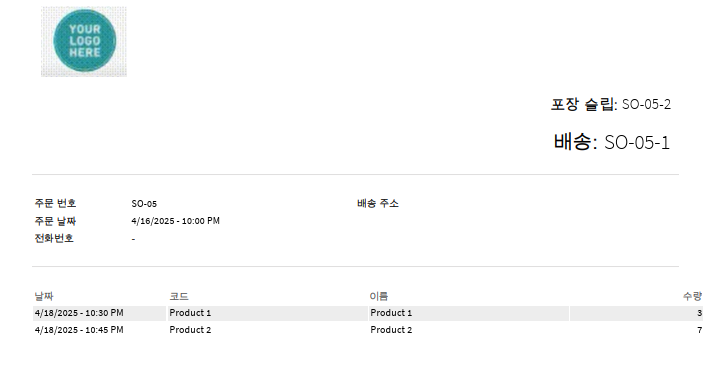 YOUR
LOGO
HERE
포장 슬립: SO-05-2
배송: SO-05-1
주문 번호 SO-05 배송 주소
주문 날짜 4/16/2025 - 10:00 PM
전화번호 -
날짜 코드 이름 수량
4/18/2025 - 10:30 PM Product 1 Product 1 3
4/18/2025 - 10:45 PM Product 2 Product 2 7